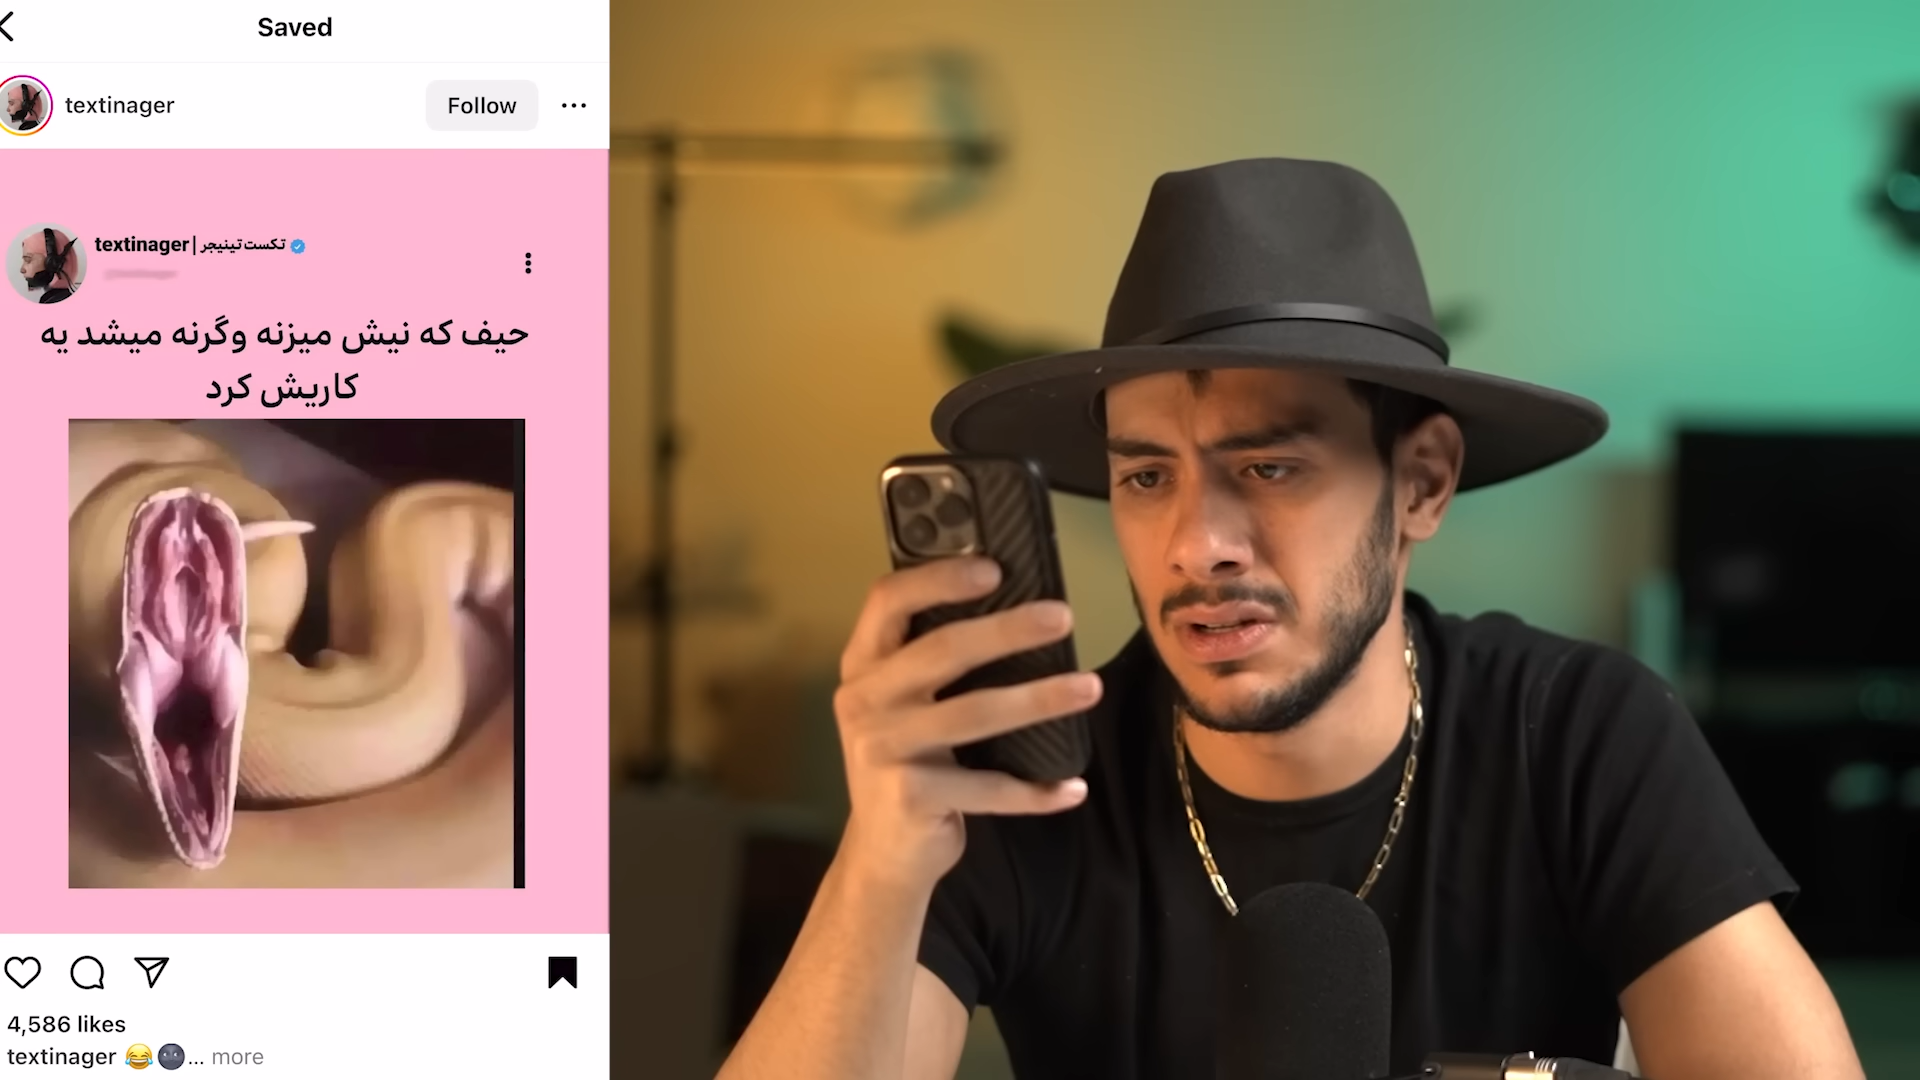 Saved
textinager
Follow
textinager | تکست‌تینیجر
حیف که نیش میزنه وگرنه میشد یه
کاریش کرد
4,586 likes
textinager 😂🌚... more